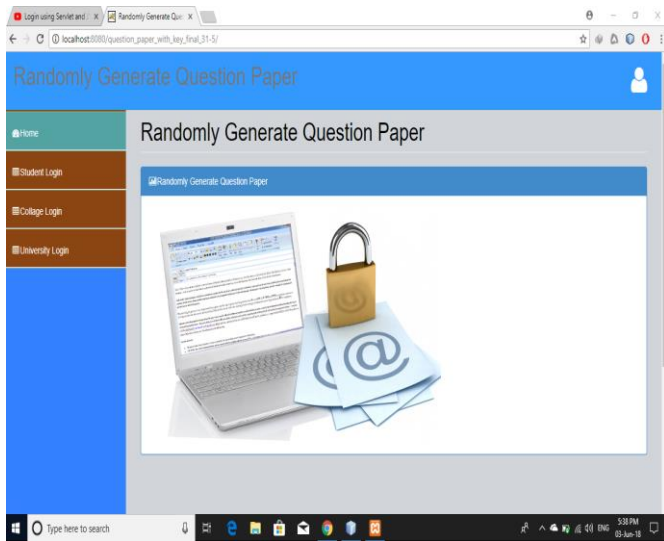 Login using Servlet and J
Randomly Generate Ques
localhost:8080/question_paper_with_key_final_31-5/
Randomly Generate Question Paper
Home
Student Login
Collage Login
University Login
Randomly Generate Question Paper
Randomly Generate Question Paper
@
@
Type here to search
ENG
5:38 PM
03-Jun-18